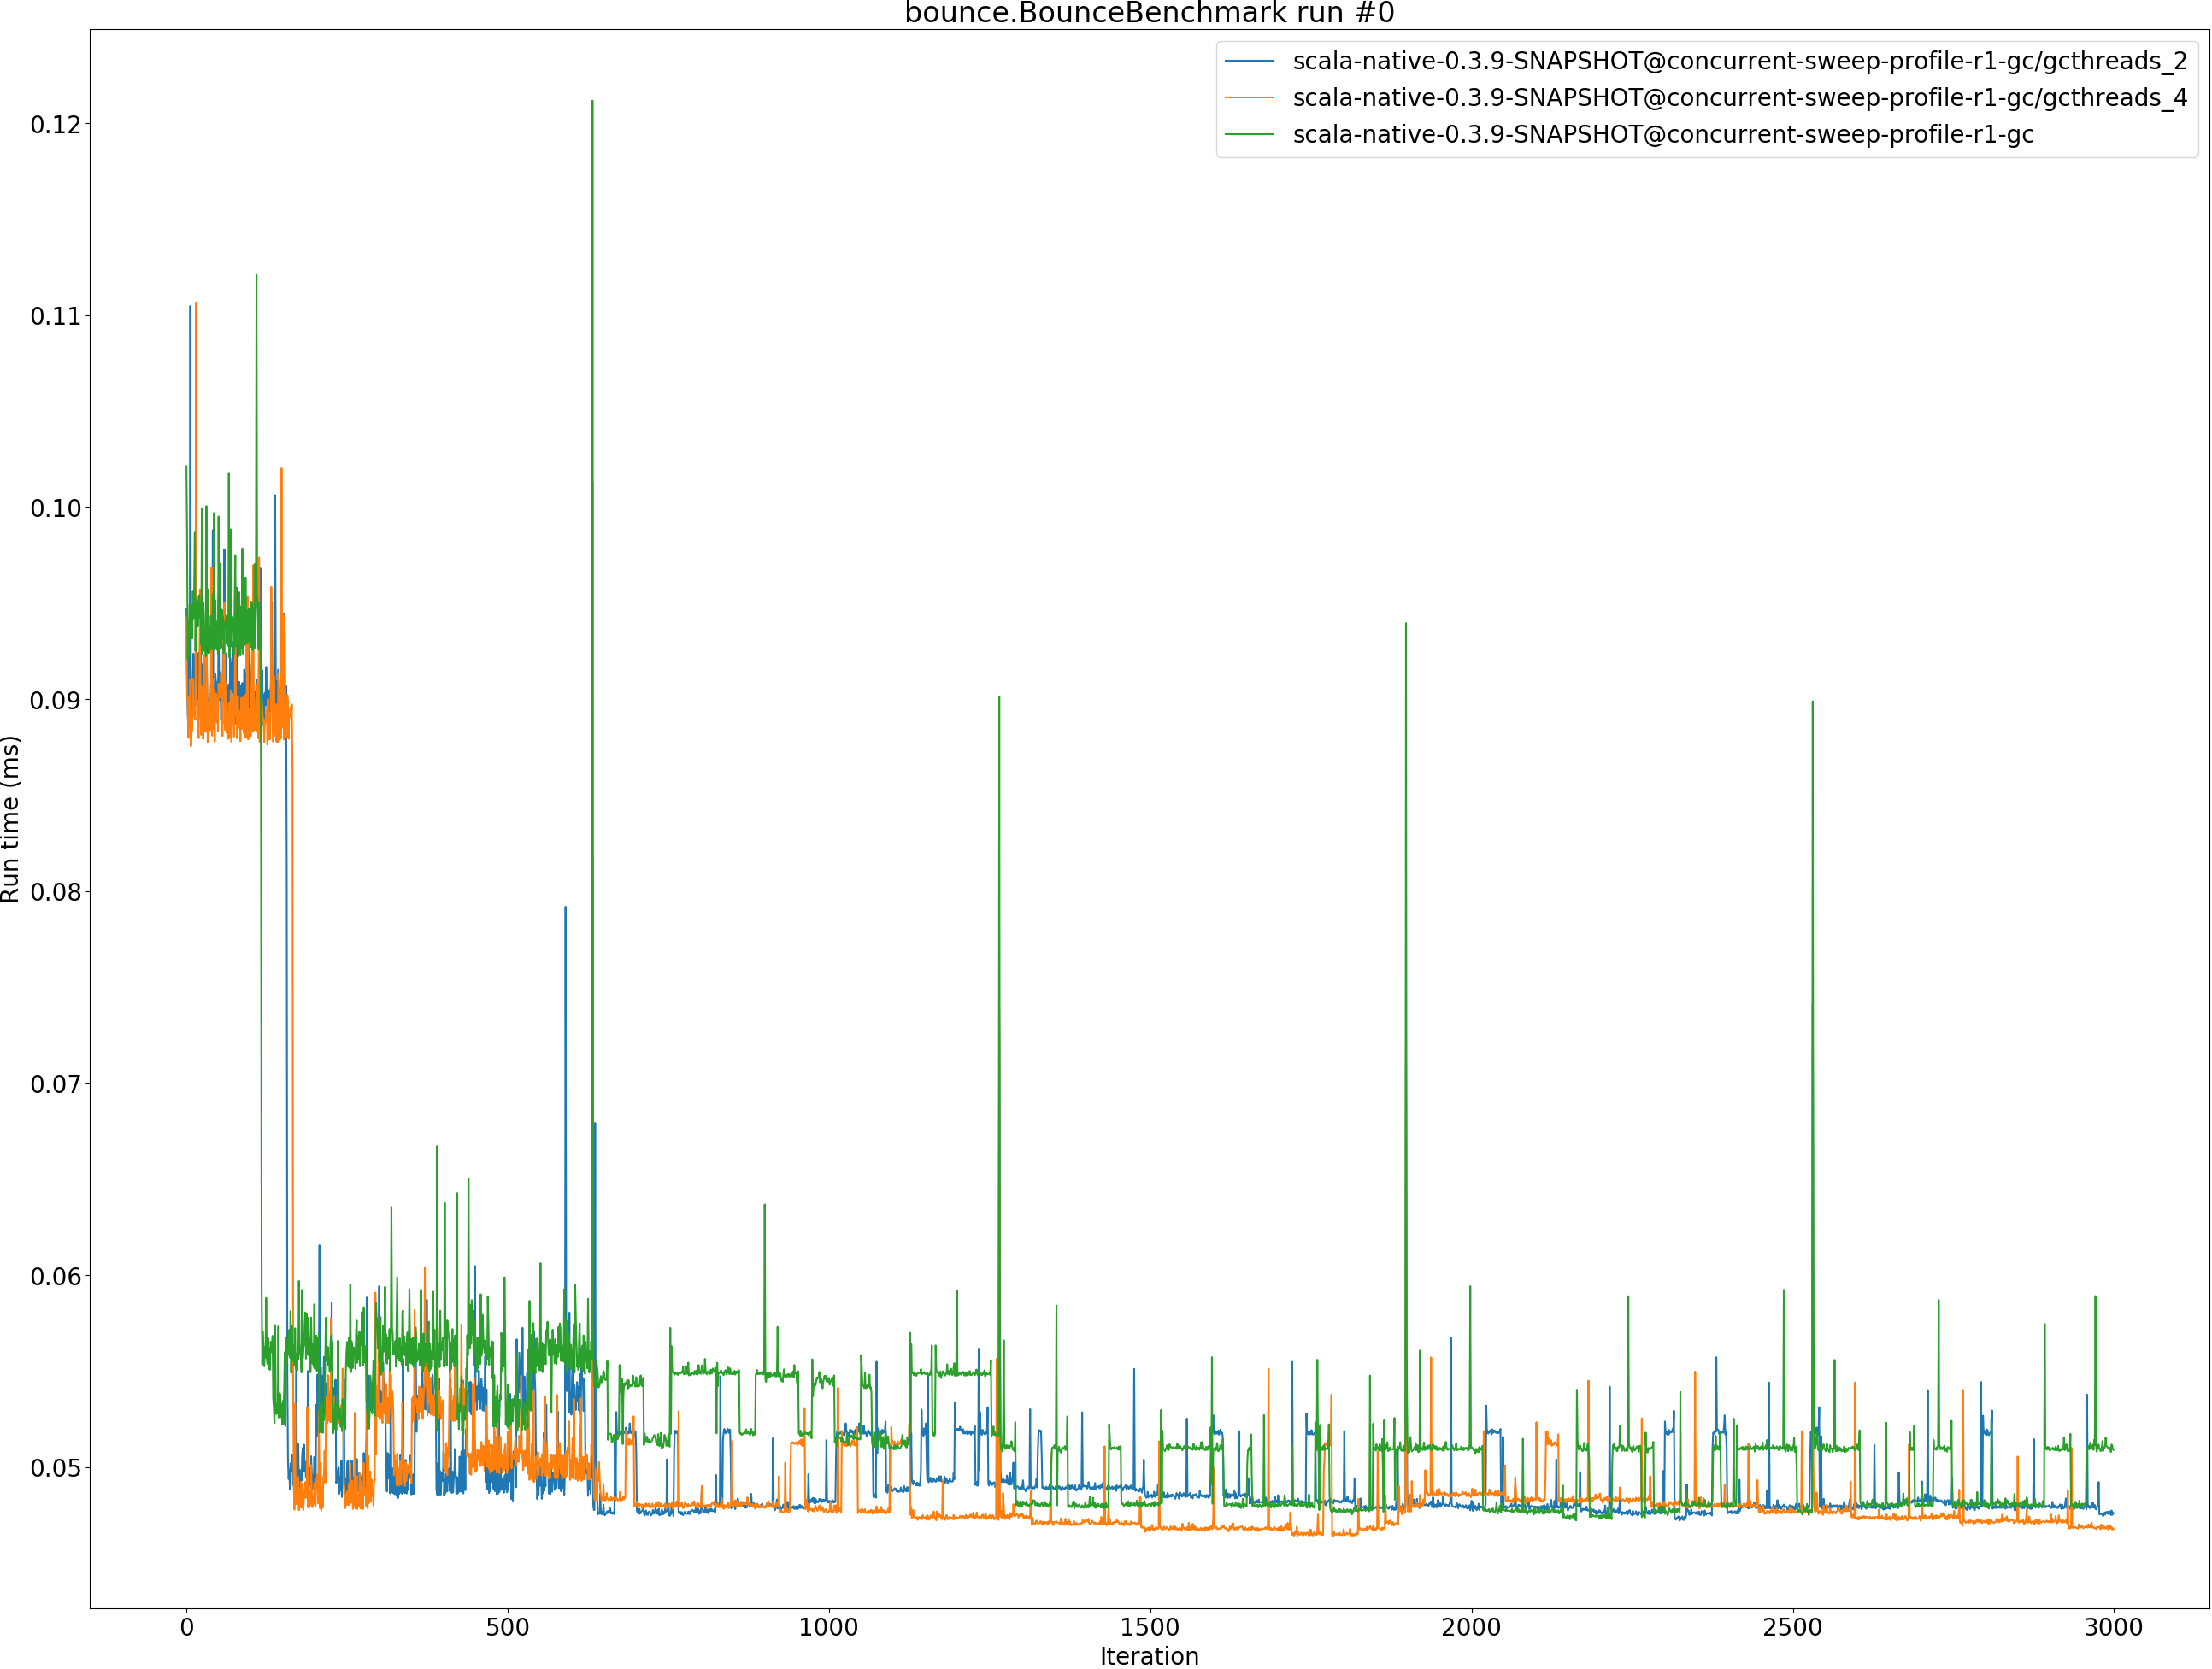 bounce.BounceBenchmark run #0
scala-native-0.3.9-SNAPSHOT@concurrent-sweep-profile-r1-gc/gcthreads_2
scala-native-0.3.9-SNAPSHOT@concurrent-sweep-profile-r1-gc/gcthreads_4
scala-native-0.3.9-SNAPSHOT@concurrent-sweep-profile-r1-gc
0.12
0.11
0.10
0.09
0.08
0.07
0.06
0.05
Run time (ms)
0 500 1000 1500 2000 2500 3000
Iteration